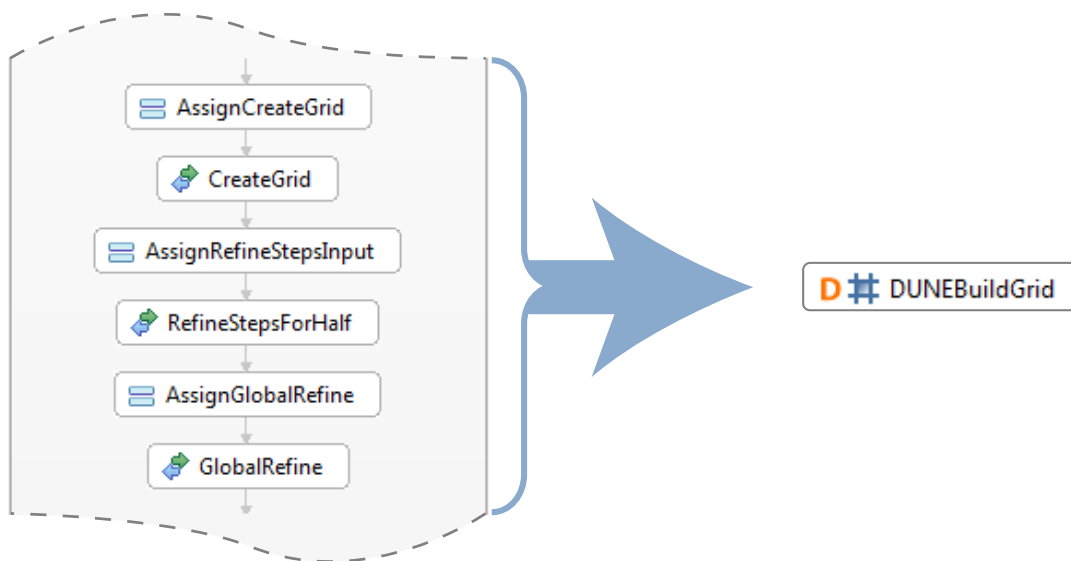 AssignCreateGrid
CreateGrid
AssignRefineStepsInput
RefineStepsForHalf
AssignGlobalRefine
GlobalRefine
D DUNEBuildGrid